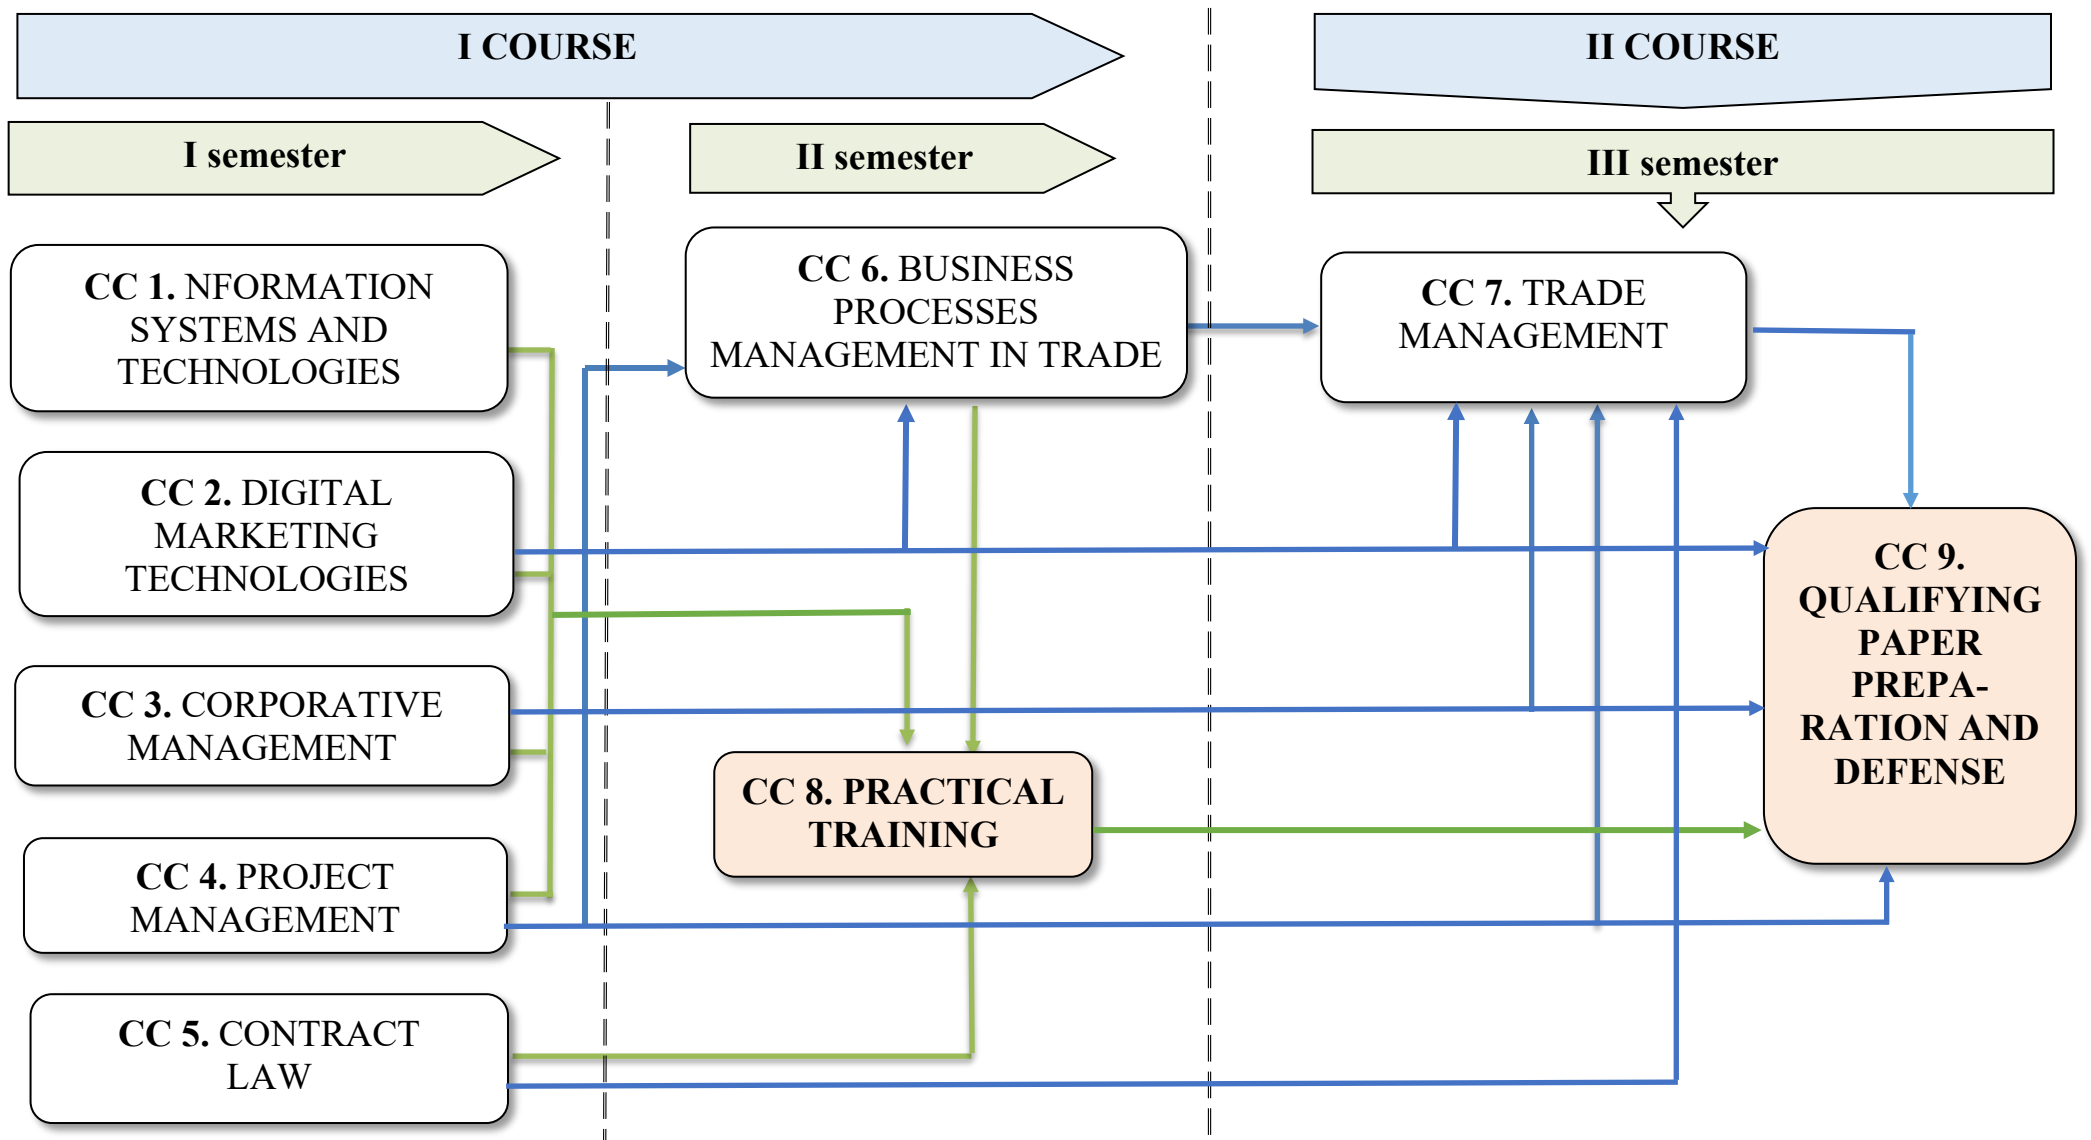 I COURSE
II COURSE
I semester
II semester
III semester
CC 1. NFORMATION
SYSTEMS AND
TECHNOLOGIES
CC 2. DIGITAL
MARKETING
TECHNOLOGIES
CC 3. CORPORATIVE
MANAGEMENT
CC 4. PROJECT
MANAGEMENT
CC 5. CONTRACT
LAW
CC 6. BUSINESS
PROCESSES
MANAGEMENT IN TRADE
CC 8. PRACTICAL
TRAINING
CC 7. TRADE
MANAGEMENT
CC 9.
QUALIFYING
PAPER
PREPA-
RATION AND
DEFENSE